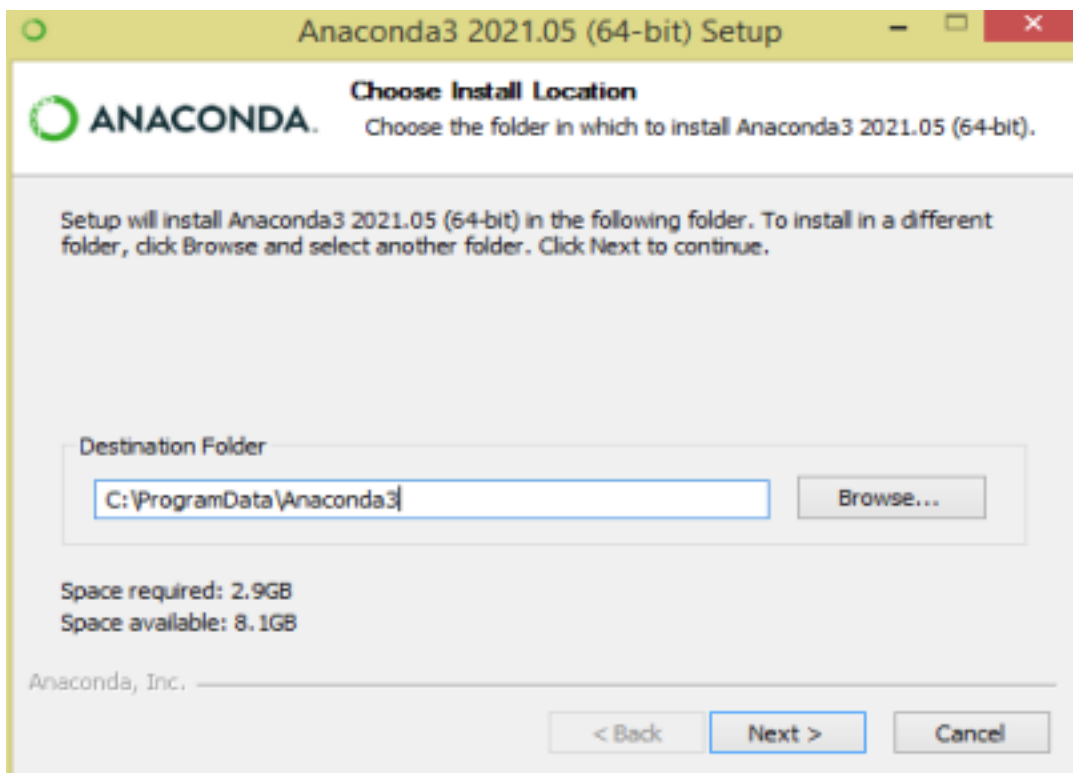 Anaconda3 2021.05 (64-bit) Setup
ANACONDA.
Choose Install Location
Choose the folder in which to install Anaconda3 2021.05 (64-bit).
Setup will install Anaconda3 2021.05 (64-bit) in the following folder. To install in a different
folder, click Browse and select another folder. Click Next to continue.
Destination Folder
C:\ProgramData\Anaconda3
Browse...
Space required: 2.9GB
Space available: 8.1GB
Anaconda, Inc.
< Back
Next >
Cancel